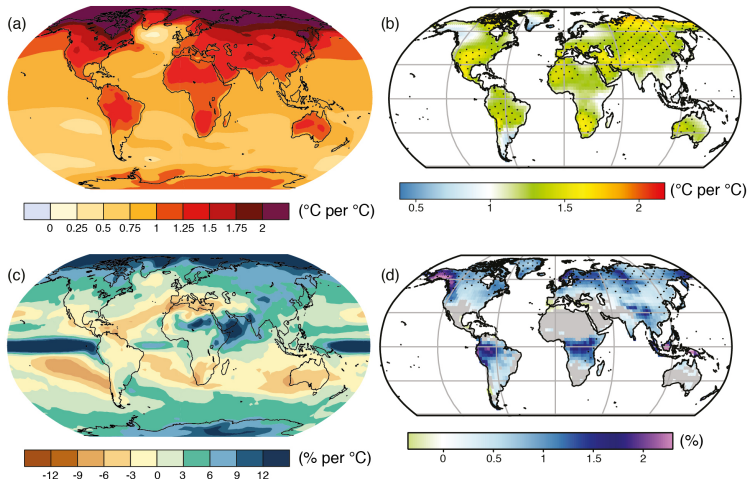 (a)
(b)
0 0.25 0.5 0.75 1 1.25 1.5 1.75 2 (°C per °C)
0.5 1 1.5 2 (°C per °C)
(c)
(d)
-12 -9 -6 -3 0 3 6 9 12 (% per °C)
0 0.5 1 1.5 2 (%)